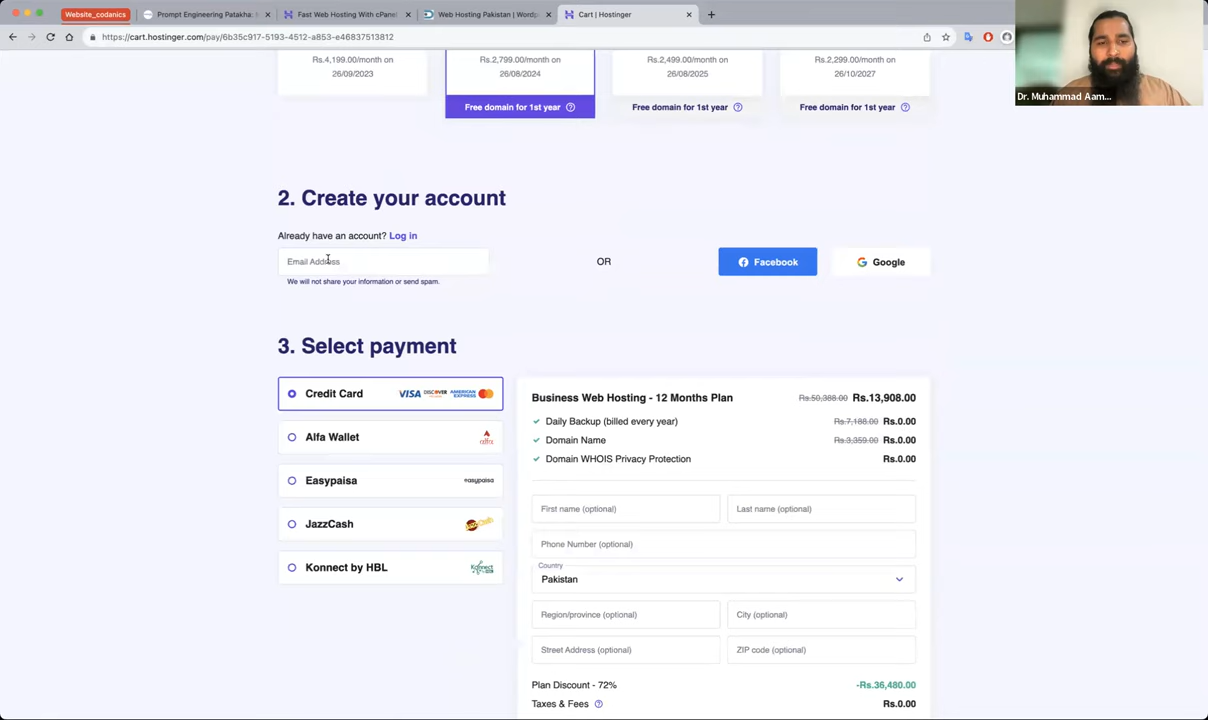 Website_codanics
Prompt Engineering Patakha:
Fast Web Hosting With cPan
Web Hosting Pakistan | Wordp
Cart | Hostinger
https://cart.hostinger.com/pay/6b35c917-5193-4512-a853-e46837513812
Rs.4,199.00/month on
26/09/2023
Rs.2,799.00/month on
26/08/2024
Rs.2,499.00/month on
26/08/2025
Rs.2,299.00/month on
26/10/2027
Free domain for 1st year
Free domain for 1st year
Free domain for 1st year
Dr. Muhammad Aam...
2. Create your account
Already have an account? Log in
Email Address
We will not share your information or send spam.
OR
Facebook
Google
3. Select payment
Credit Card VISA DISCOVER AMERICAN EXPRESS
Alfa Wallet alfa
Easypaisa easypaisa
JazzCash
Konnect by HBL Konnect
Business Web Hosting - 12 Months Plan Rs.50,388.00 Rs.13,908.00
Daily Backup (billed every year) Rs.7,188.00 Rs.0.00
Domain Name Rs.3,359.00 Rs.0.00
Domain WHOIS Privacy Protection Rs.0.00
First name (optional) Last name (optional)
Phone Number (optional)
Country
Pakistan
Region/province (optional) City (optional)
Street Address (optional) ZIP code (optional)
Plan Discount - 72% -Rs.36,480.00
Taxes & Fees Rs.0.00